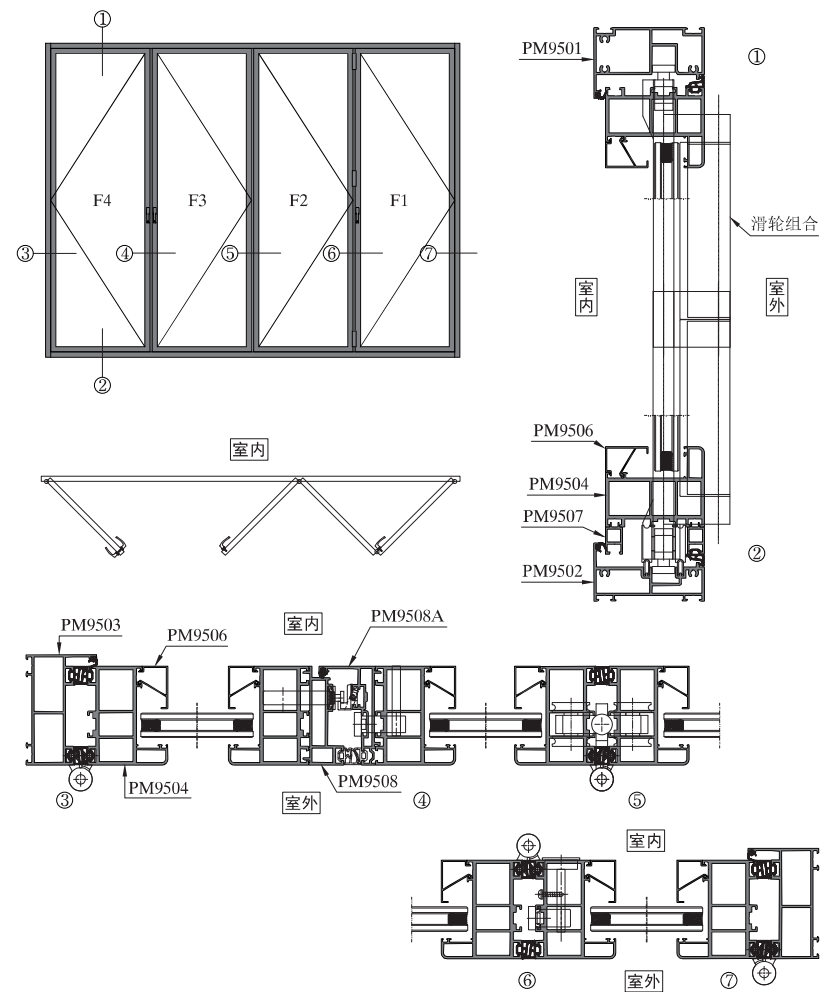 ①
F4
F3
F2
F1
③
④
⑤
⑥
⑦
②
PM9501
①
滑轮组合
室内
室外
PM9506
PM9504
PM9507
PM9502
②
室内
PM9503
PM9506
室内
PM9508A
PM9504
PM9508
③
室外
④
⑤
室内
⑥
室外
⑦